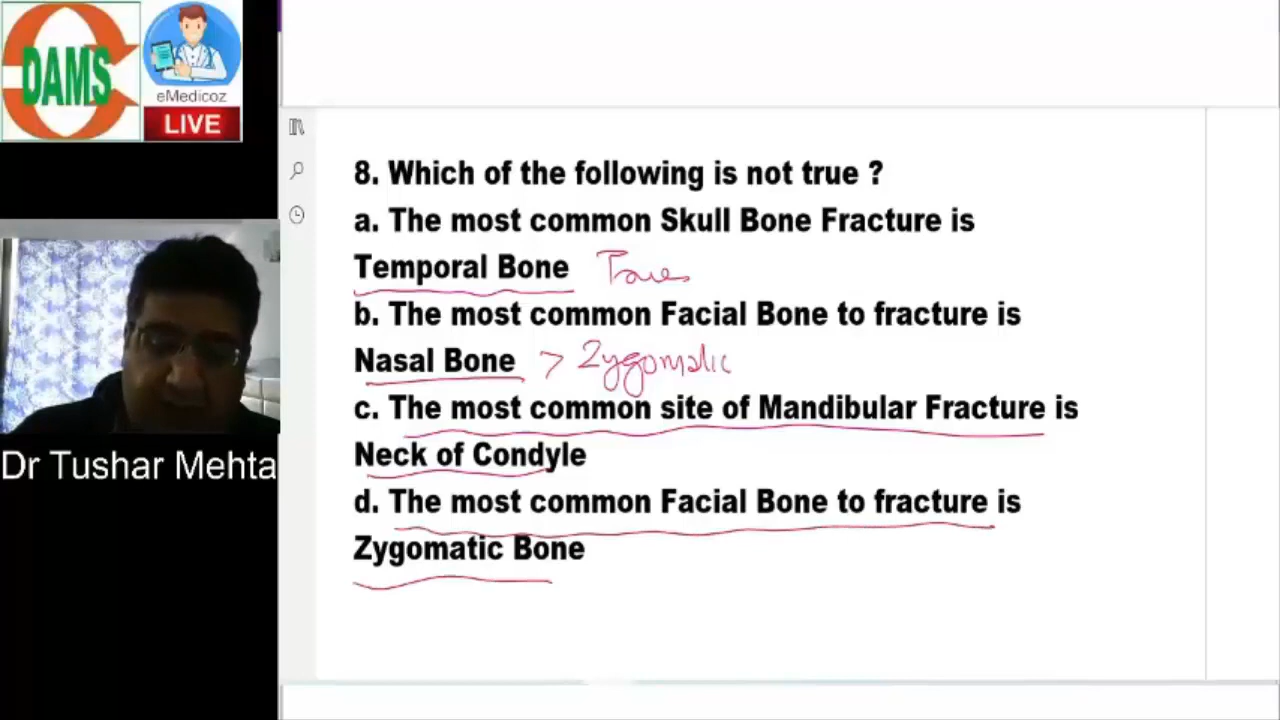 DAMS
eMedicoz
LIVE
8. Which of the following is not true ?
a. The most common Skull Bone Fracture is
Temporal Bone
b. The most common Facial Bone to fracture is
Nasal Bone > Zygomatic
c. The most common site of Mandibular Fracture is
Neck of Condyle
d. The most common Facial Bone to fracture is
Zygomatic Bone
Dr Tushar Mehta